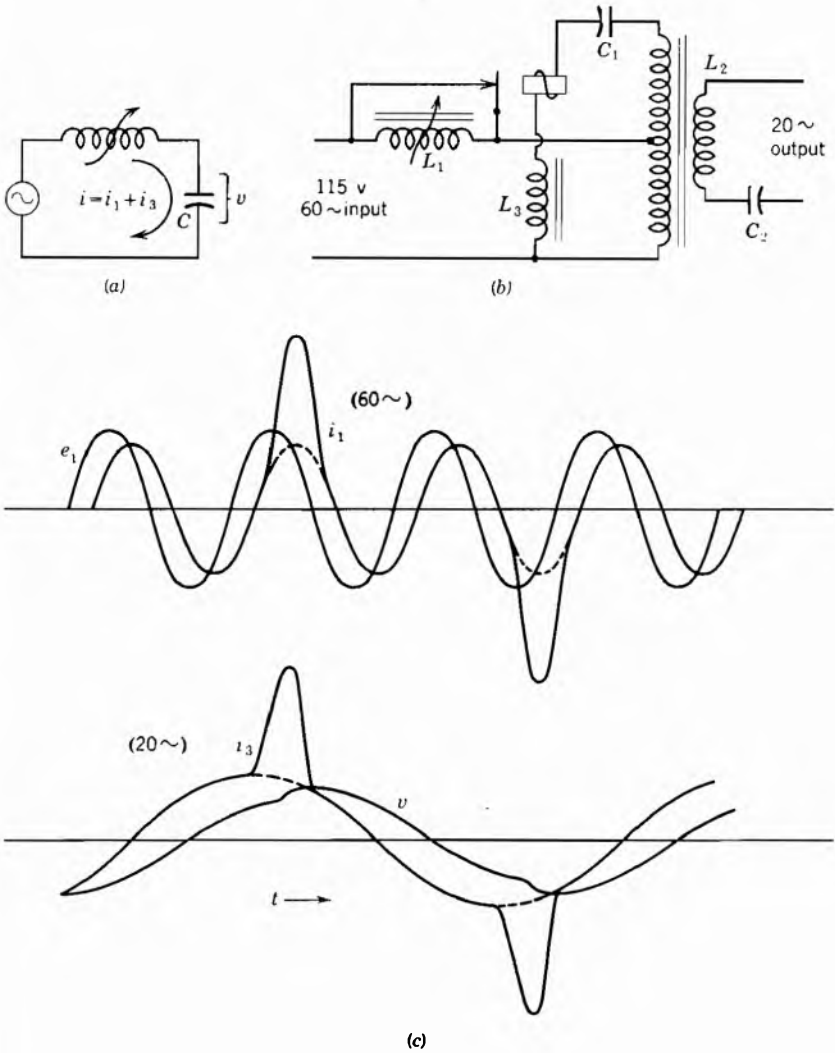 C₁
L₂
20∼
output
L₁
i=i₁+i₃
C
v
115 v
60∼input
L₃
C₂
(a)
(b)
(60∼)
e₁
i₁
(20∼)
i₃
v
t
(c)